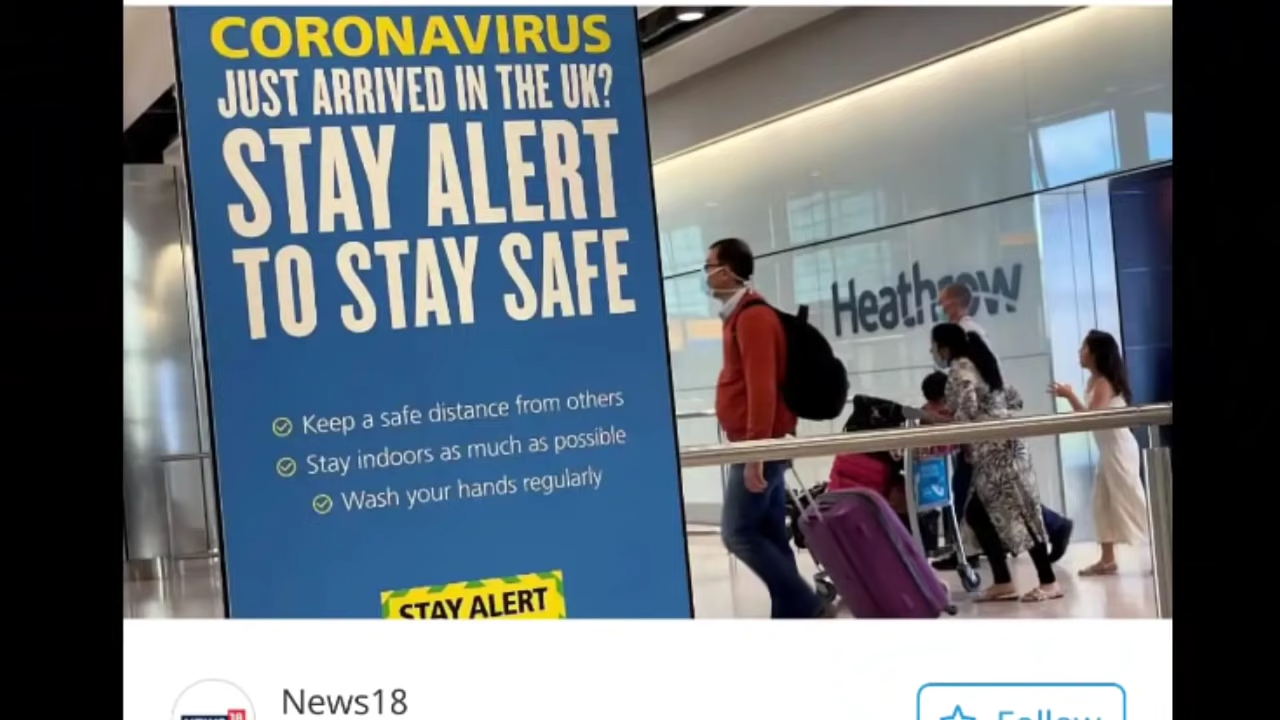 CORONAVIRUS
JUST ARRIVED IN THE UK?
STAY ALERT
TO STAY SAFE
Keep a safe distance from others
Stay indoors as much as possible
Wash your hands regularly
STAY ALERT
Heathrow
News18
Follow